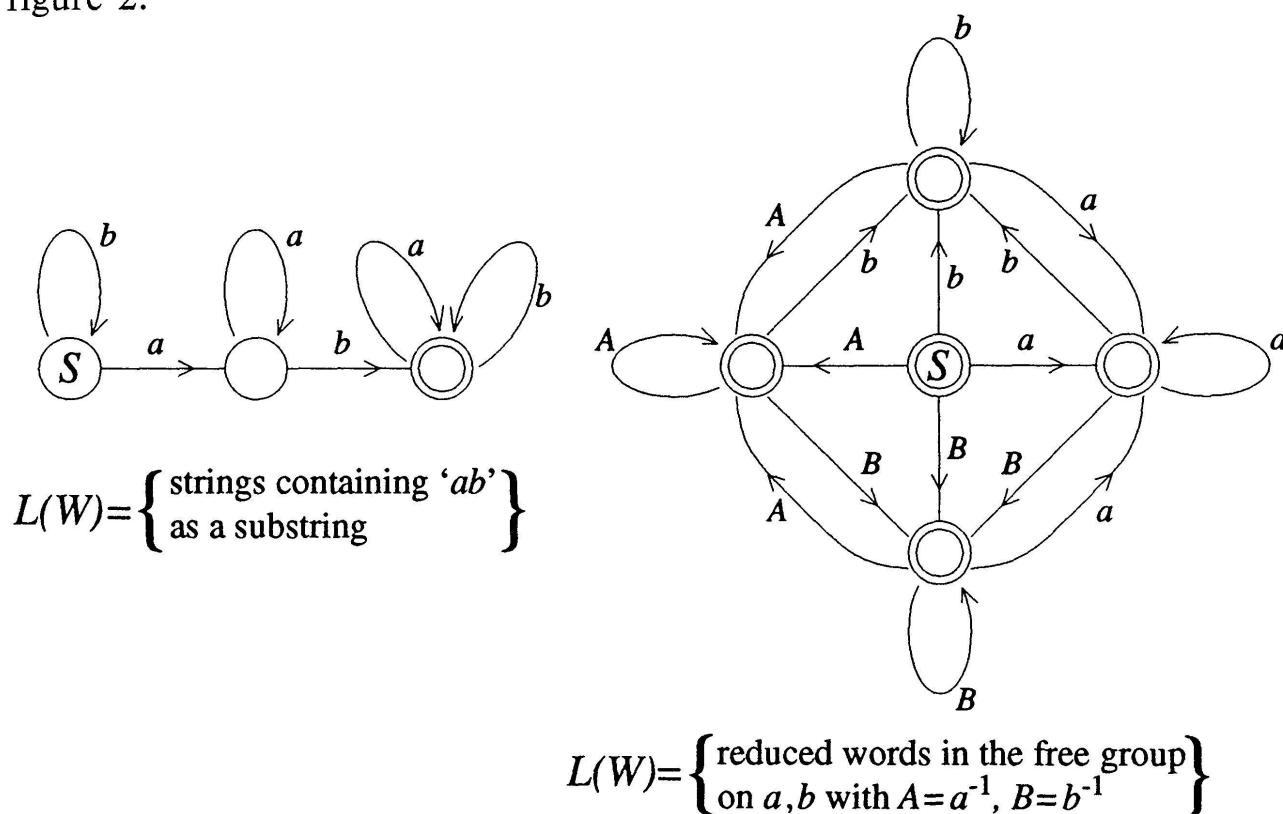 figure 2.
b
a
a
b
S
a
b
L(W)={ strings containing ‘ab’
as a substring }
b
A
a
b
b
b
A
A
S
a
a
B
B
B
A
a
B
L(W)={ reduced words in the free group
on a,b with A=a⁻¹, B=b⁻¹ }